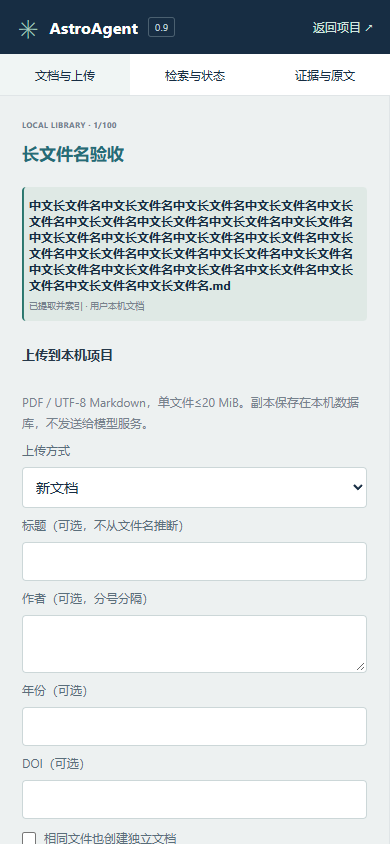 AstroAgent 0.9 返回项目 ↗
文档与上传 检索与状态 证据与原文
LOCAL LIBRARY · 1/100
长文件名验收
中文长文件名中文长文件名中文长文件名中文长文件名中文长
文件名中文长文件名中文长文件名中文长文件名中文长文件名
中文长文件名中文长文件名中文长文件名中文长文件名中文长
文件名中文长文件名中文长文件名中文长文件名中文长文件名
中文长文件名中文长文件名中文长文件名中文长文件名中文长
文件名中文长文件名中文长文件名.md
已提取并索引 · 用户本机文档
上传到本机项目
PDF / UTF-8 Markdown，单文件≤20 MiB。副本保存在本机数据
库，不发送给模型服务。
上传方式
新文档
标题（可选，不从文件名推断）
作者（可选，分号分隔）
年份（可选）
DOI（可选）
相同文件也创建独立文档